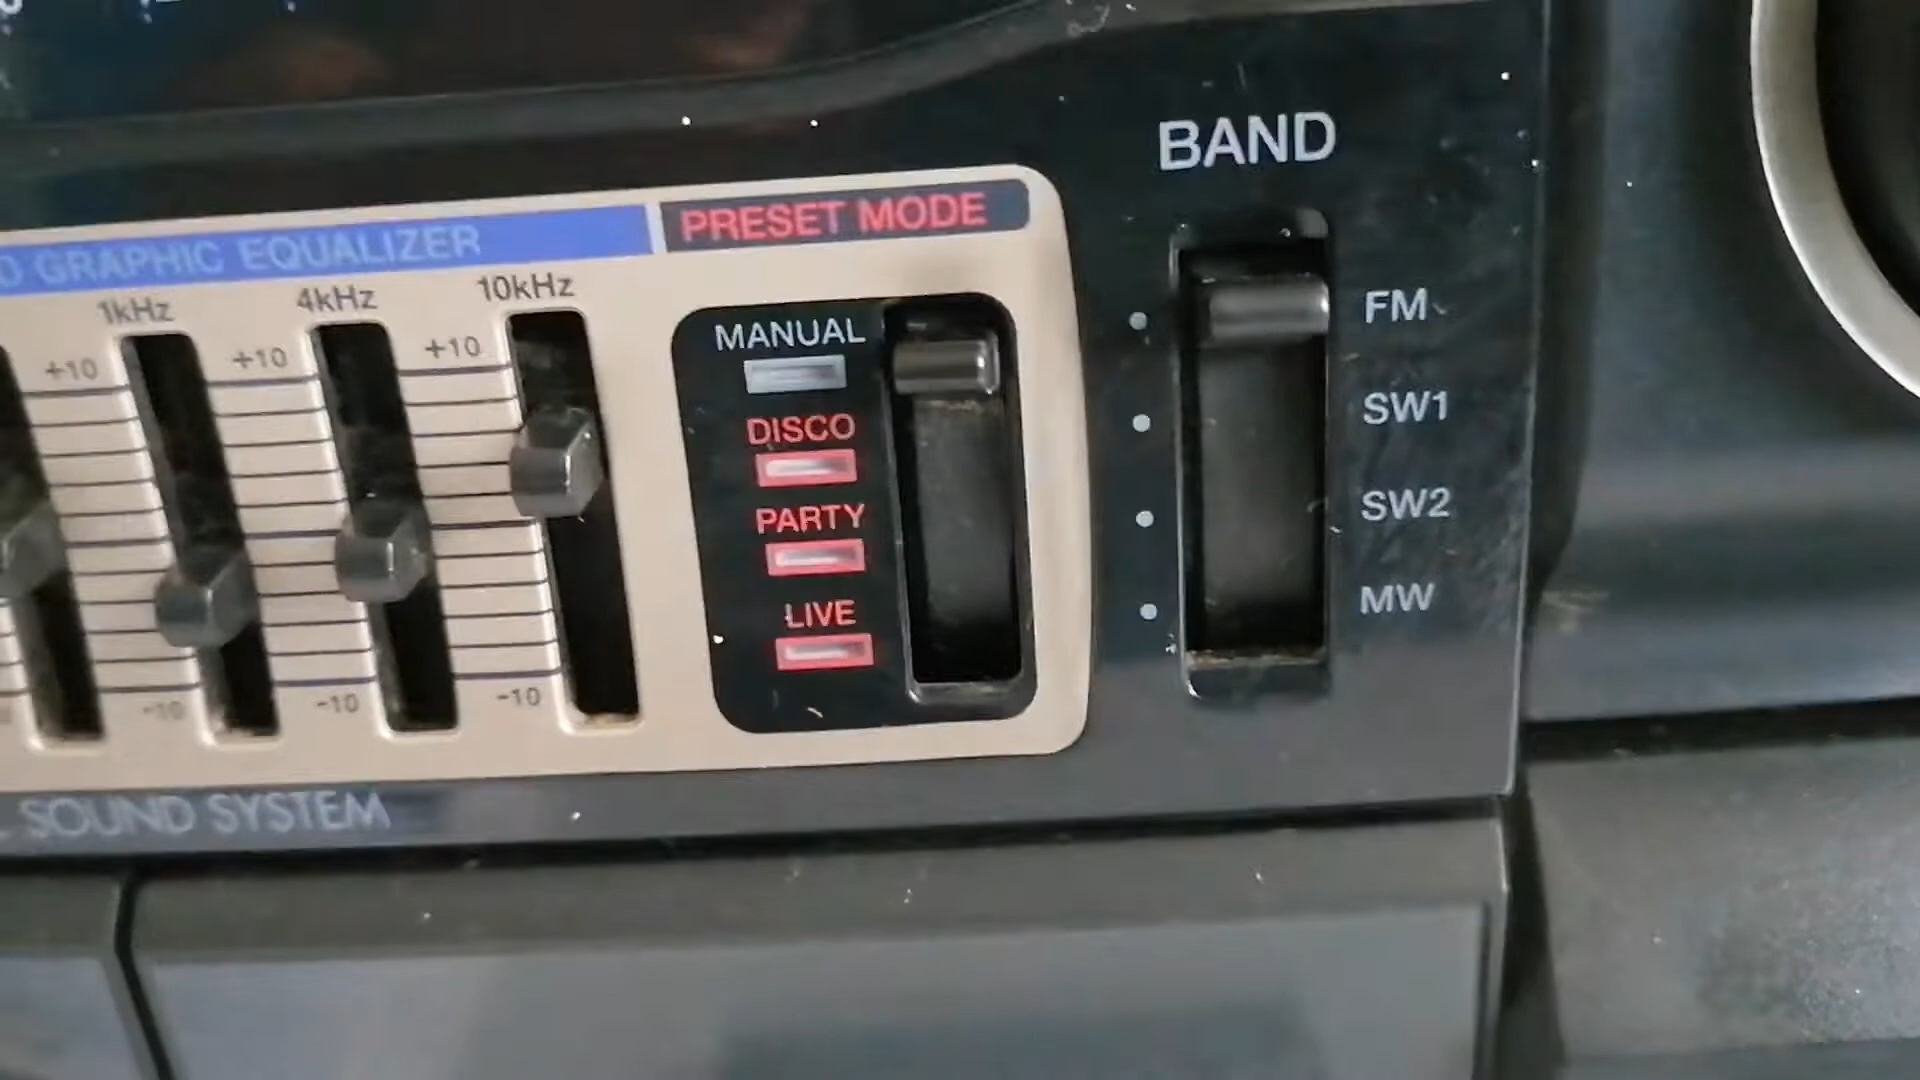 BAND
GRAPHIC EQUALIZER
PRESET MODE
1kHz
4kHz
10kHz
+10
+10
+10
-10
-10
-10
MANUAL
DISCO
PARTY
LIVE
FM
SW1
SW2
MW
SOUND SYSTEM